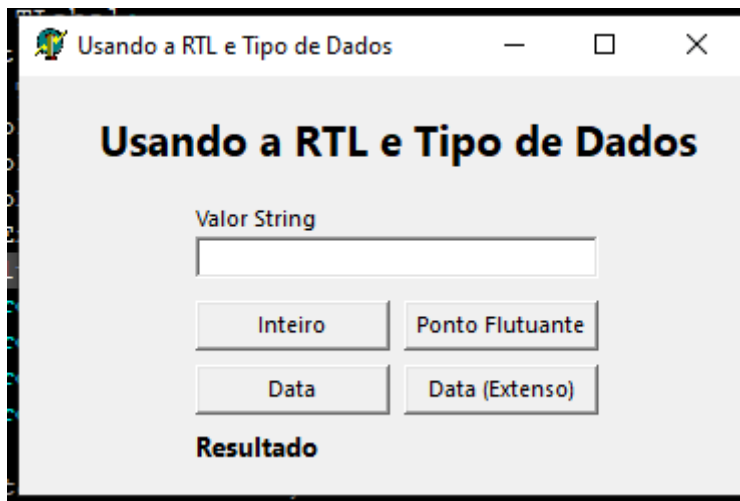 Usando a RTL e Tipo de Dados
Usando a RTL e Tipo de Dados
Valor String
Inteiro
Ponto Flutuante
Data
Data (Extenso)
Resultado